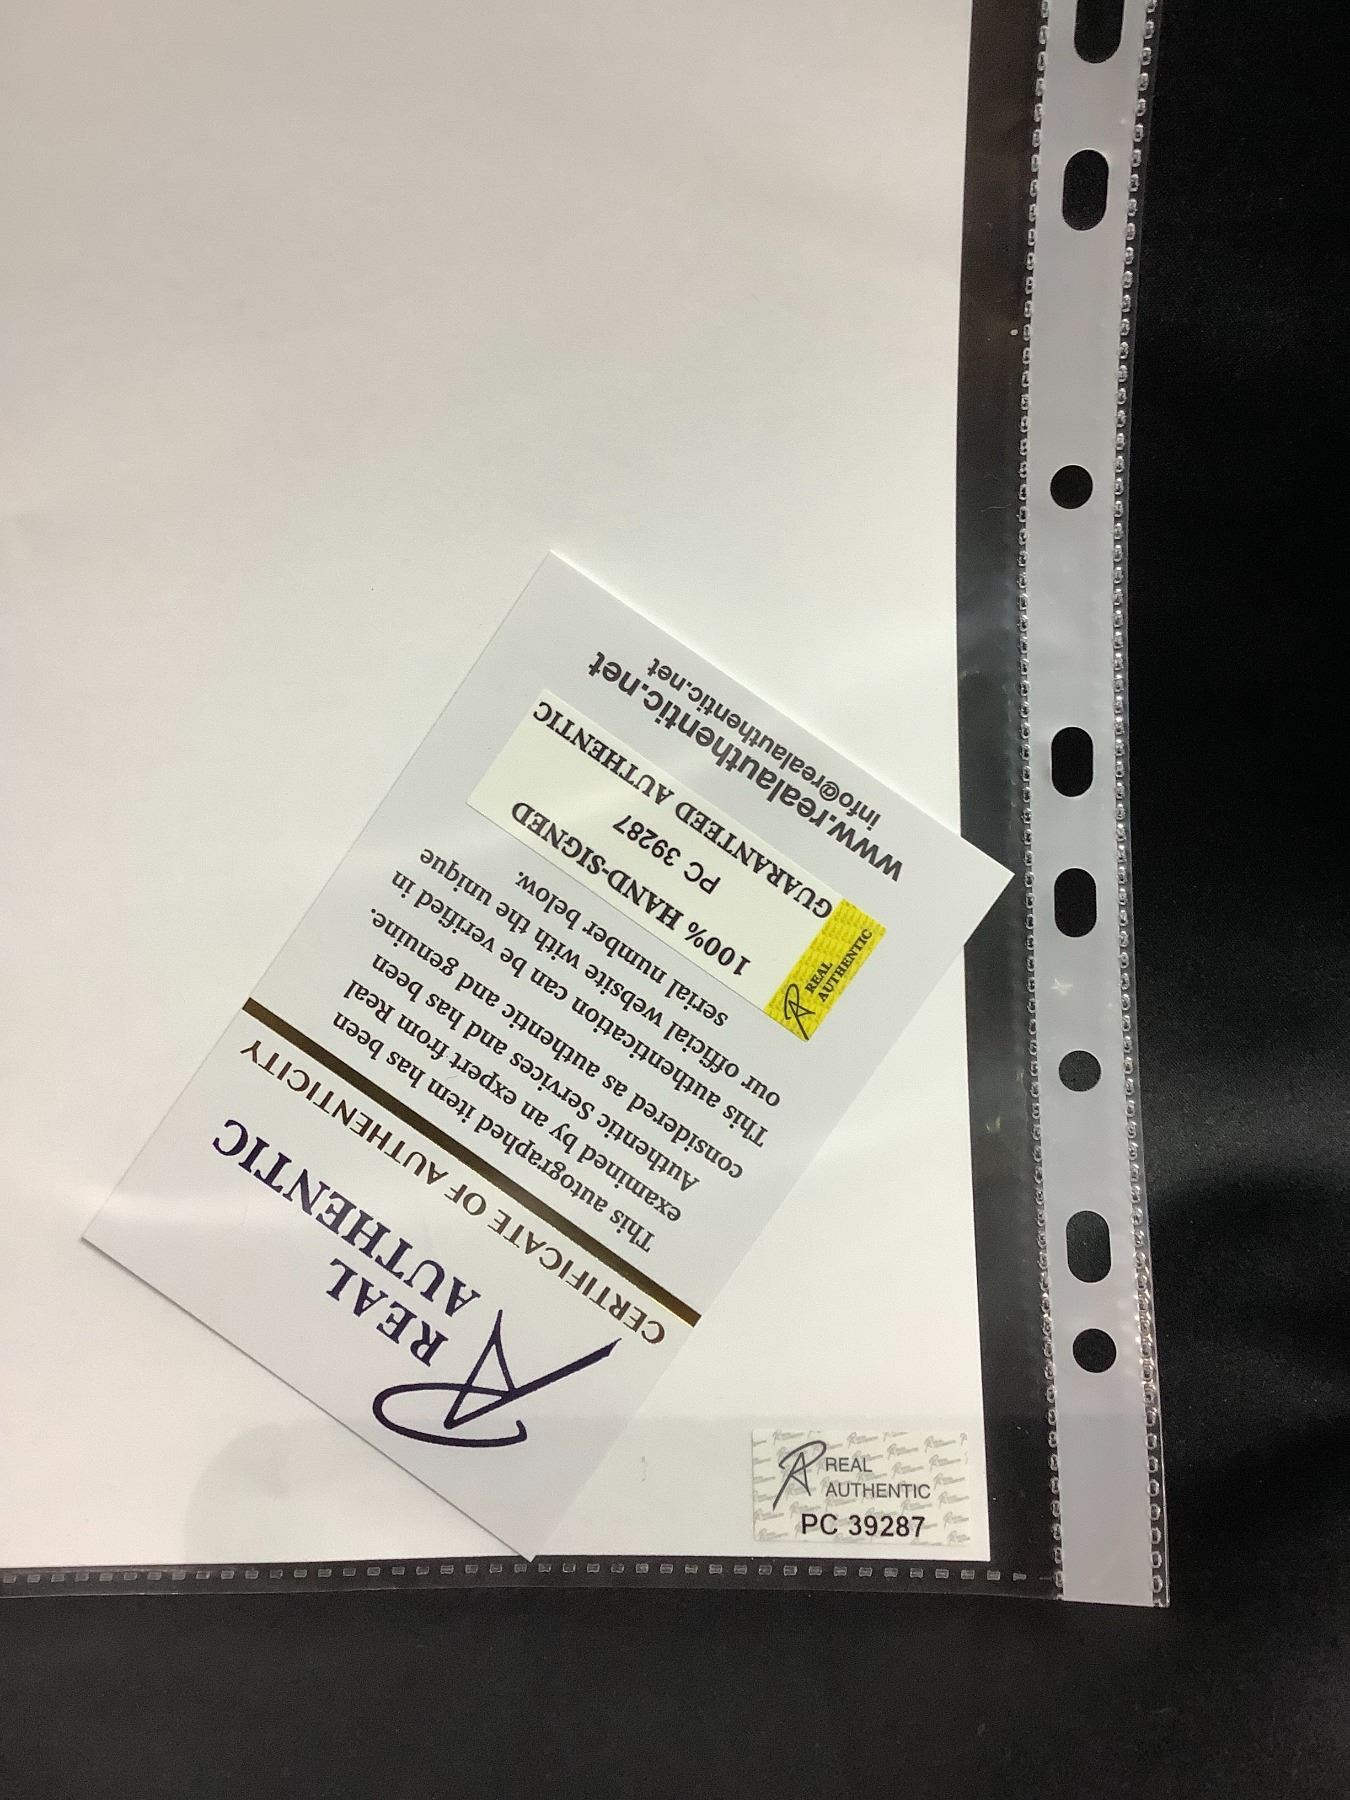 REAL
AUTHENTIC
CERTIFICATE OF AUTHENTICITY
This autographed item has been
examined by an expert from Real
Authentic Services and has been
considered as authentic and genuine.
This authentication can be verified in
our official website with the unique
serial number below.
REAL
AUTHENTIC
100% HAND-SIGNED
PC 39287
GUARANTEED AUTHENTIC
www.realauthentic.net
info@realauthentic.net
REAL
AUTHENTIC
PC 39287